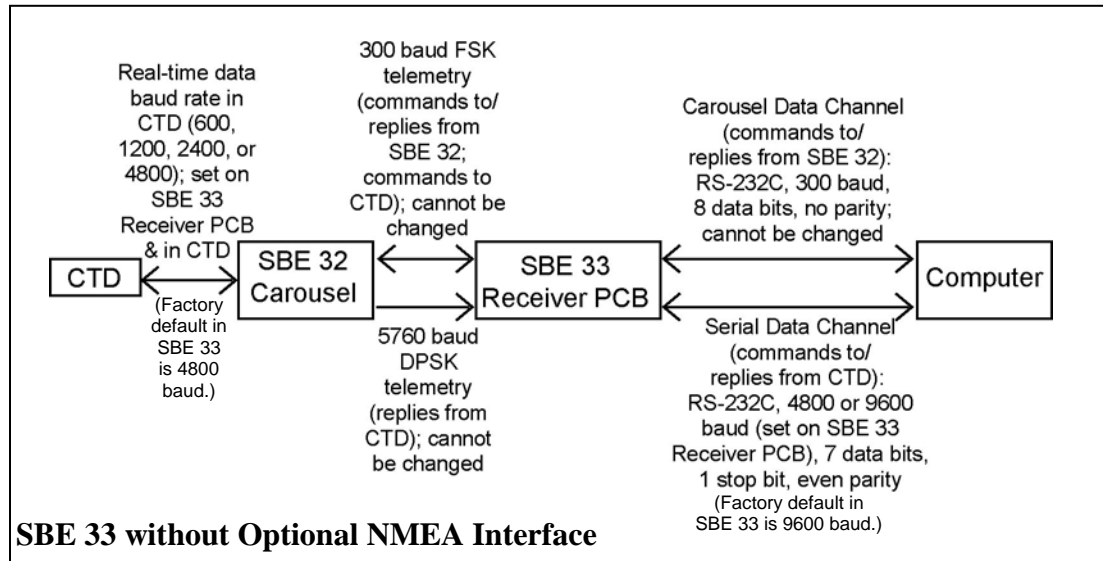 Real-time data
baud rate in
CTD (600,
1200, 2400, or
4800); set on
SBE 33
Receiver PCB
& in CTD
300 baud FSK
telemetry
(commands to/
replies from
SBE 32;
commands to
CTD); cannot be
changed
Carousel Data Channel
(commands to/
replies from SBE 32):
RS-232C, 300 baud,
8 data bits, no parity;
cannot be changed
CTD
SBE 32
Carousel
SBE 33
Receiver PCB
Computer
(Factory
default in
SBE 33
is 4800
baud.)
5760 baud
DPSK
telemetry
(replies from
CTD); cannot
be changed
Serial Data Channel
(commands to/
replies from CTD):
RS-232C, 4800 or 9600
baud (set on SBE 33
Receiver PCB), 7 data bits,
1 stop bit, even parity
(Factory default in
SBE 33 is 9600 baud.)
SBE 33 without Optional NMEA Interface